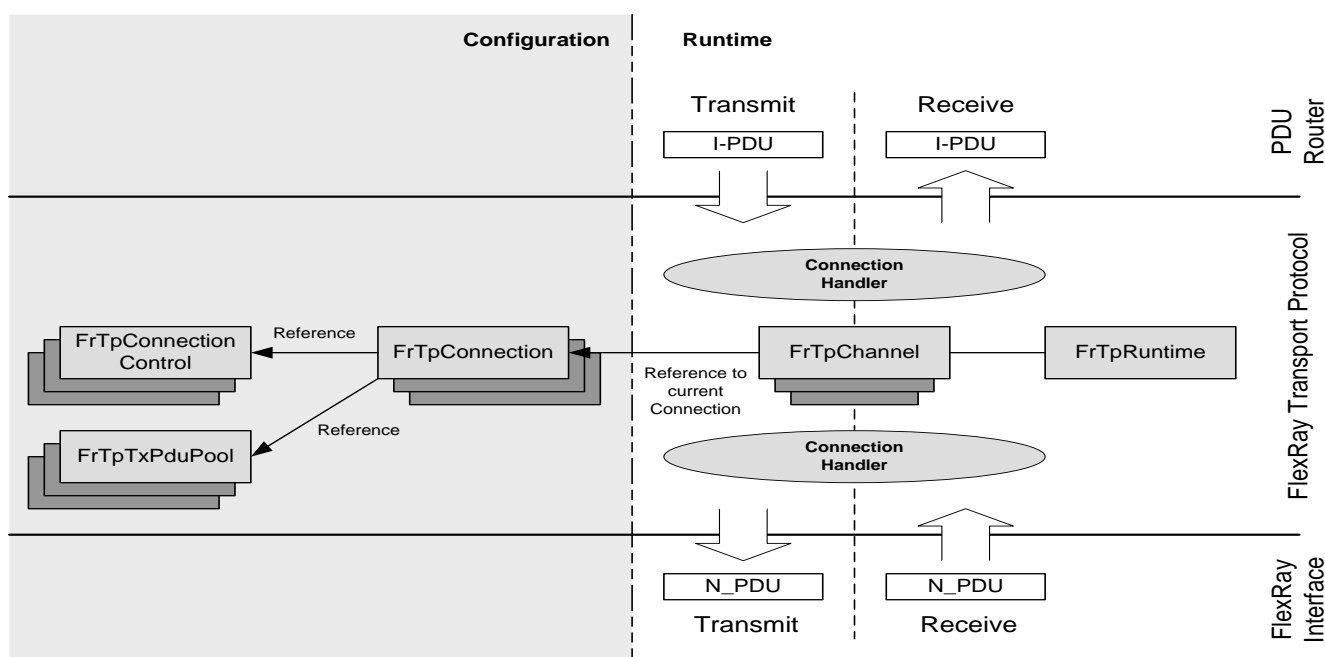 Configuration
Runtime
Transmit
Receive
I-PDU
I-PDU
PDU
Router
Connection
Handler
FrTpConnection
Control
Reference
FrTpConnection
Reference to
current
Connection
FrTpChannel
FrTpRuntime
Reference
FrTpTxPduPool
Connection
Handler
FlexRay Transport Protocol
N_PDU
N_PDU
Transmit
Receive
FlexRay
Interface